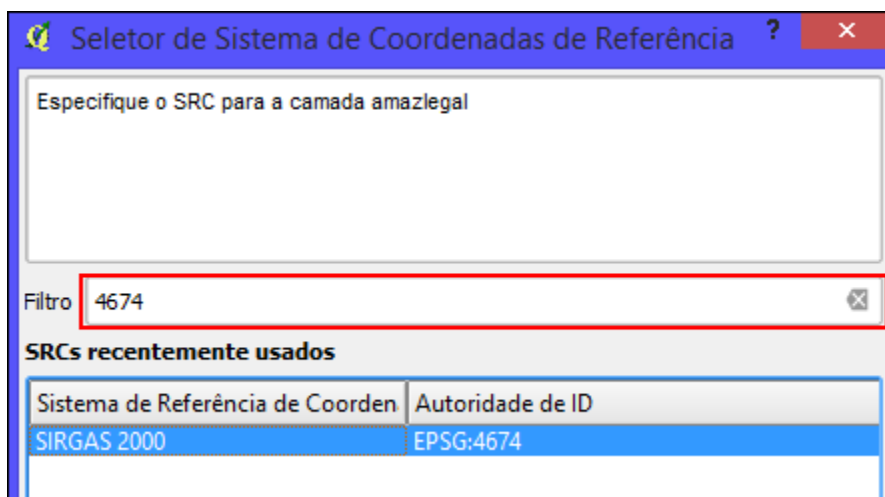 Seletor de Sistema de Coordenadas de Referência ?
Especifique o SRC para a camada amazlegal
Filtro 4674
SRCs recentemente usados
Sistema de Referência de Coorden Autoridade de ID
SIRGAS 2000 EPSG:4674